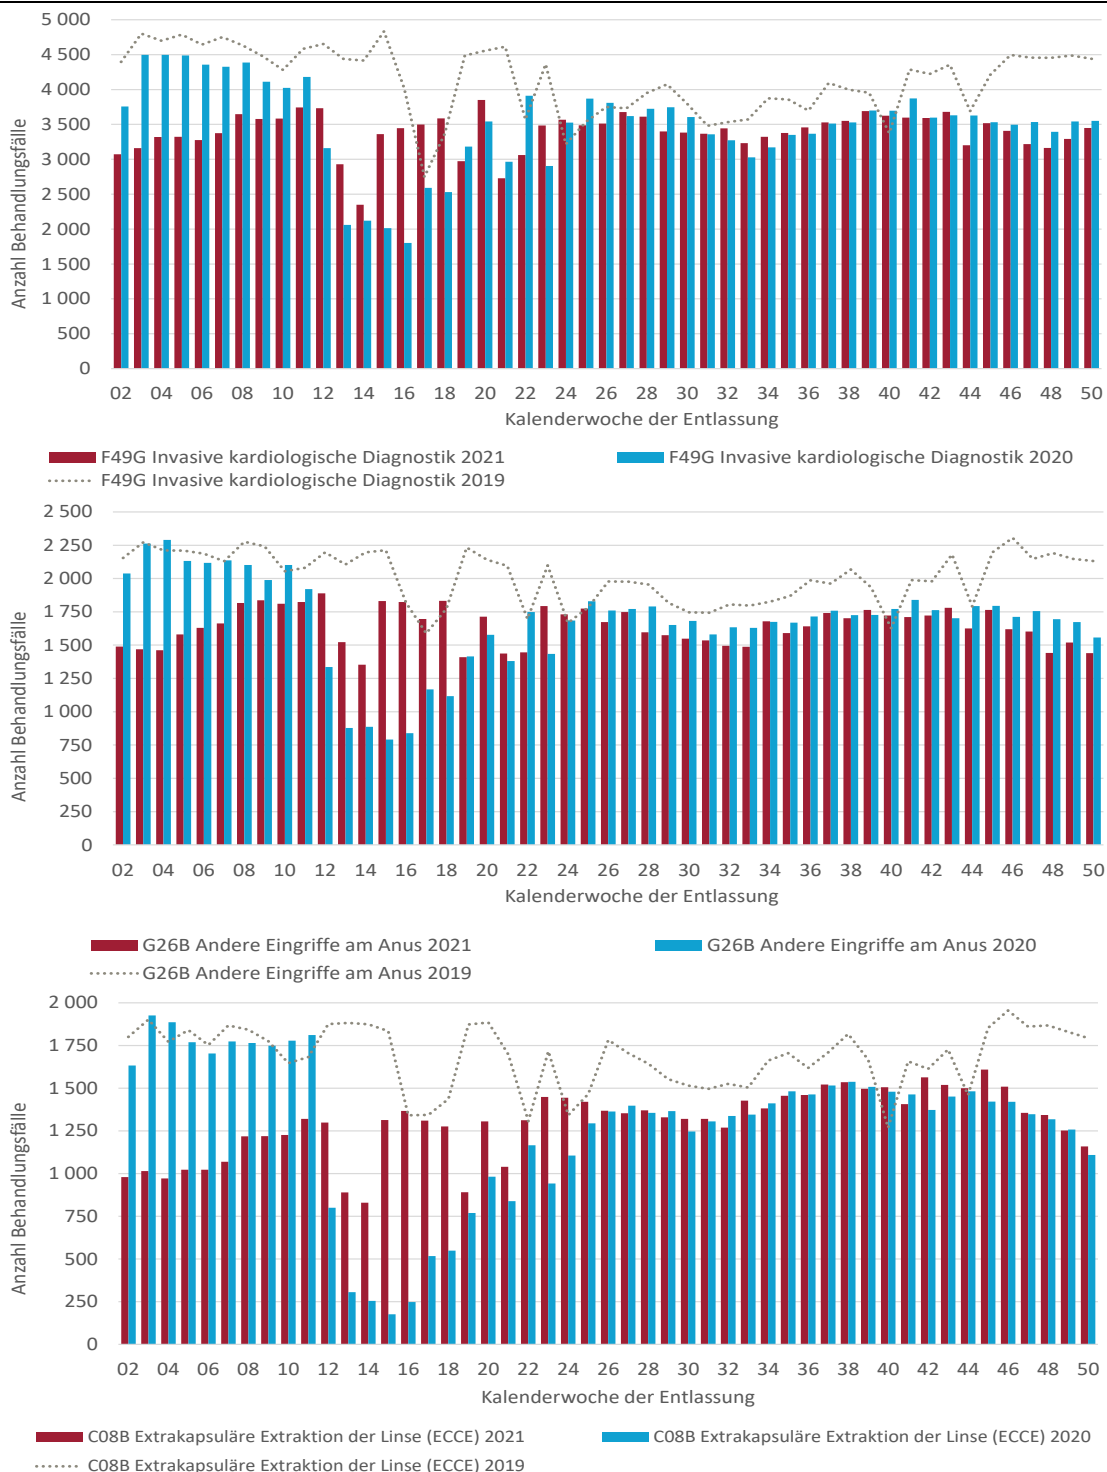 5 000
4 500
4 000
3 500
3 000
2 500
2 000
1 500
1 000
500
0
Anzahl Behandlungsfälle
02 04 06 08 10 12 14 16 18 20 22 24 26 28 30 32 34 36 38 40 42 44 46 48 50
Kalenderwoche der Entlassung
F49G Invasive kardiologische Diagnostik 2021 F49G Invasive kardiologische Diagnostik 2020
F49G Invasive kardiologische Diagnostik 2019
2 500
2 250
2 000
1 750
1 500
1 250
1 000
750
500
250
0
Anzahl Behandlungsfälle
02 04 06 08 10 12 14 16 18 20 22 24 26 28 30 32 34 36 38 40 42 44 46 48 50
Kalenderwoche der Entlassung
G26B Andere Eingriffe am Anus 2021 G26B Andere Eingriffe am Anus 2020
G26B Andere Eingriffe am Anus 2019
2 000
1 750
1 500
1 250
1 000
750
500
250
0
Anzahl Behandlungsfälle
02 04 06 08 10 12 14 16 18 20 22 24 26 28 30 32 34 36 38 40 42 44 46 48 50
Kalenderwoche der Entlassung
C08B Extrakapsuläre Extraktion der Linse (ECCE) 2021 C08B Extrakapsuläre Extraktion der Linse (ECCE) 2020
C08B Extrakapsuläre Extraktion der Linse (ECCE) 2019